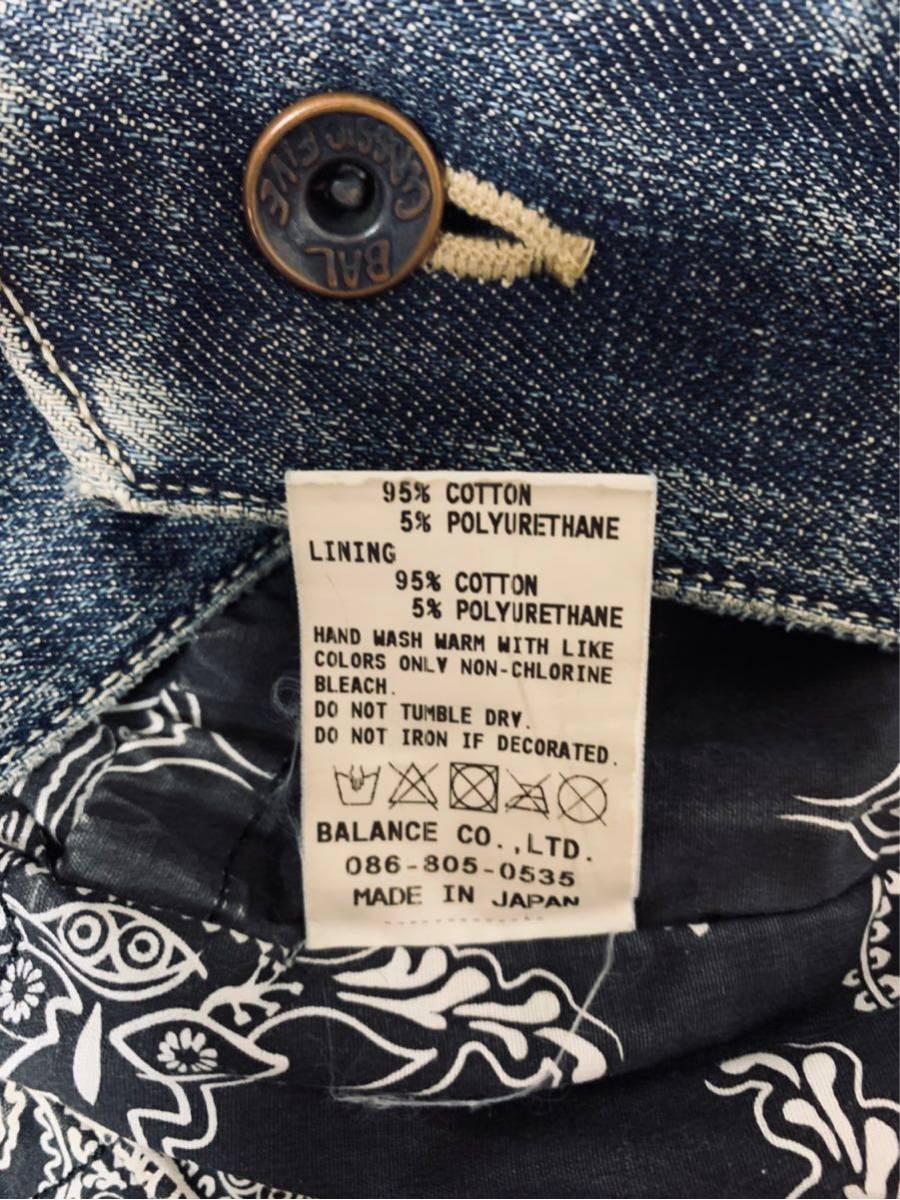 BAL
CLASSIC FIVE
95% COTTON
5% POLYURETHANE
LINING
95% COTTON
5% POLYURETHANE
HAND WASH WARM WITH LIKE
COLORS ONLY NON-CHLORINE
BLEACH.
DO NOT TUMBLE DRY.
DO NOT IRON IF DECORATED.
BALANCE CO.,LTD.
086-805-0535
MADE IN JAPAN